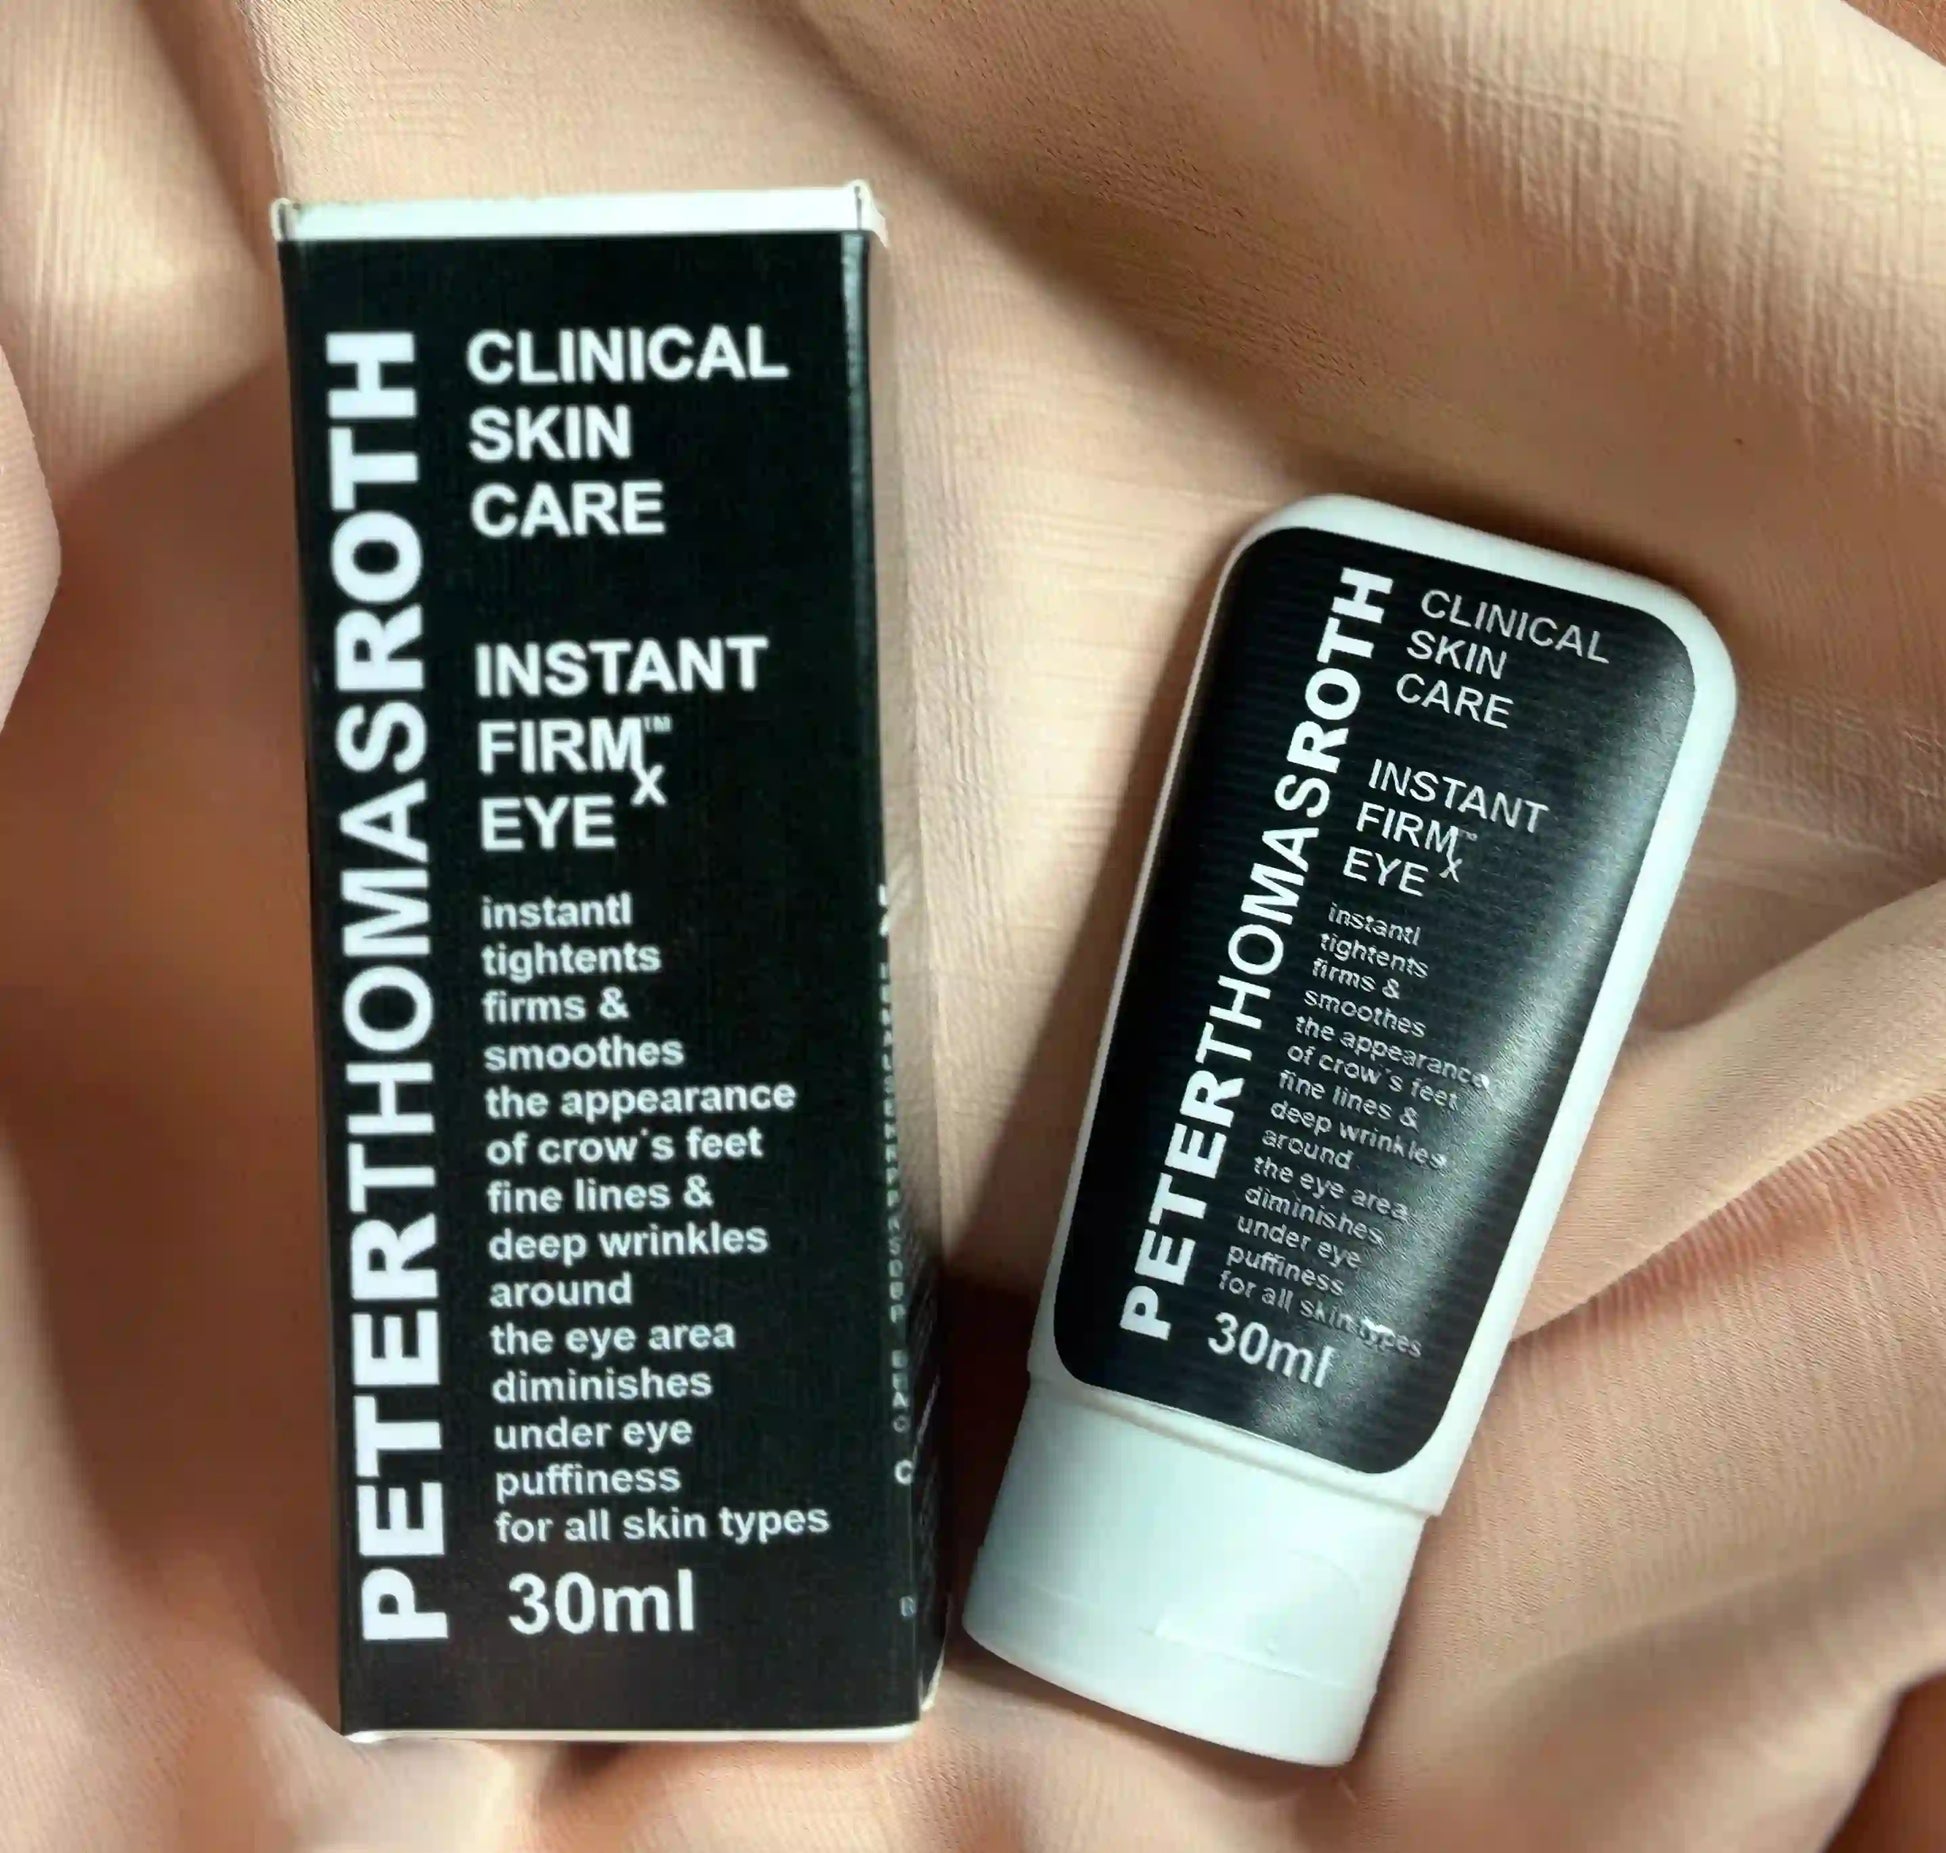 PETERTHOMASROTH
CLINICAL
SKIN
CARE
INSTANT
FIRMx™
EYE
instantl
tightents
firms &
smoothes
the appearance
of crow's feet
fine lines &
deep wrinkles
around
the eye area
diminishes
under eye
puffiness
for all skin types
30ml
PETERTHOMASROTH
CLINICAL
SKIN
CARE
INSTANT
FIRMx™
EYE
instantl
tightents
firms &
smoothes
the appearance
of crow's feet
fine lines &
deep wrinkles
around
the eye area
diminishes
under eye
puffiness
for all skin types
30ml